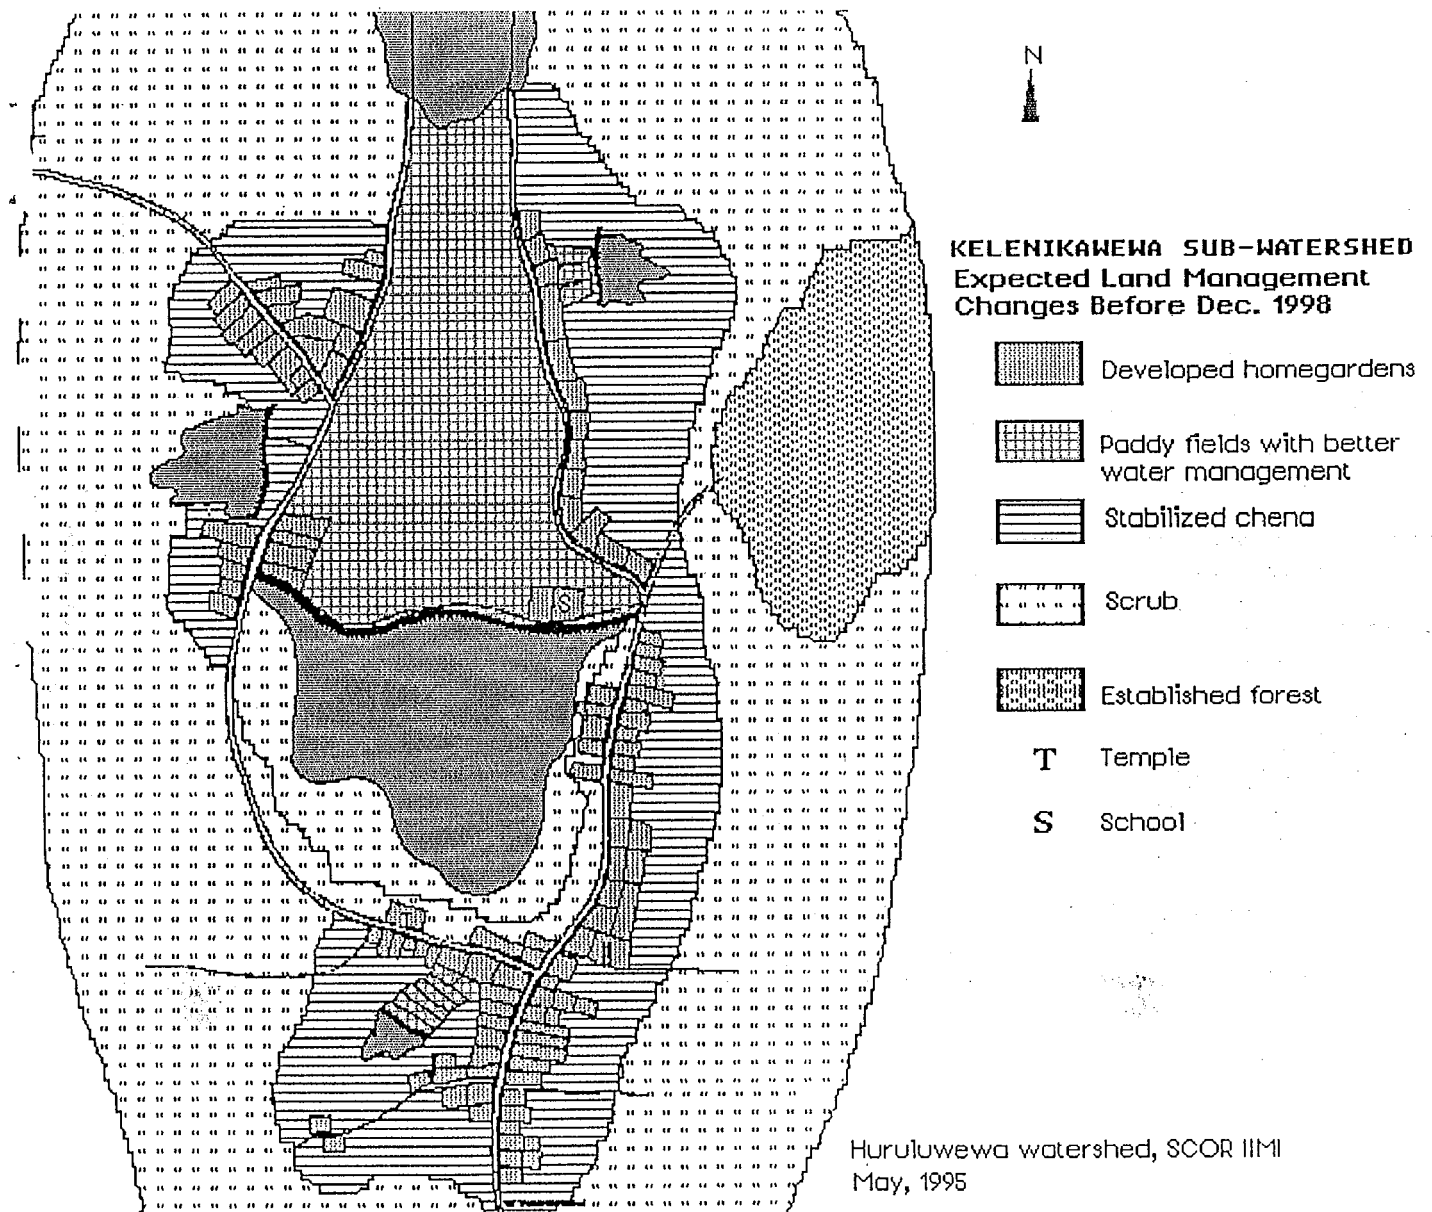 N
KELENIKAWEWA SUB-WATERSHED
Expected Land Management
Changes Before Dec. 1998
Developed homegardens
Paddy fields with better
water management
Stabilized chena
Scrub
Established forest
T Temple
S School
S
T
Huruluwewa watershed, SCOR IIMI
May, 1995